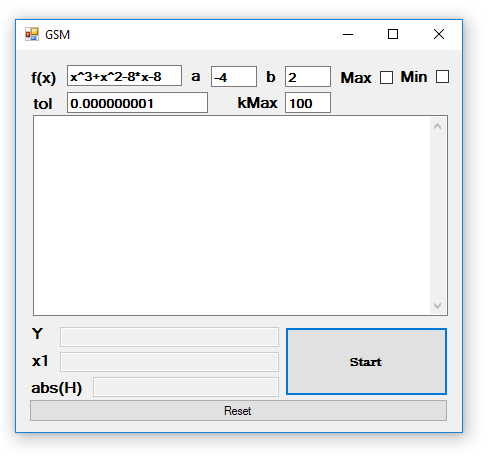 GSM
f(x) x^3+x^2-8*x-8 a -4 b 2 Max Min
tol 0.000000001 kMax 100
Y
x1
Start
abs(H)
Reset